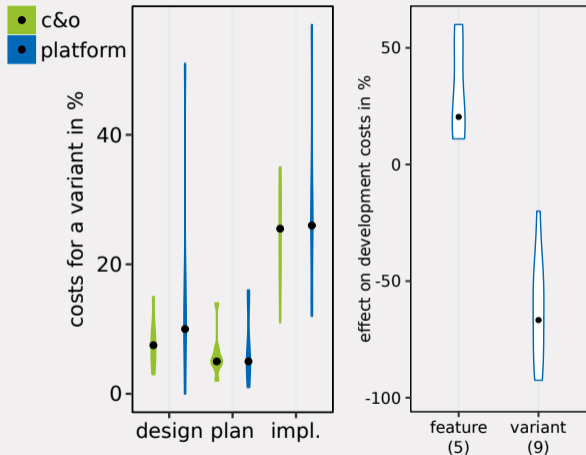 c&o
platform
costs for a variant in %
40
20
0
design plan impl.
effect on development costs in %
50
0
-50
-100
feature variant
(5) (9)